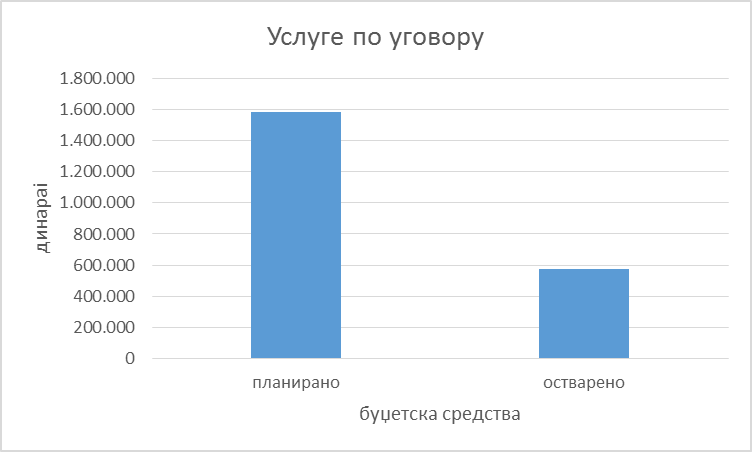 Услуге по уговору
1.800.000
1.600.000
1.400.000
1.200.000
1.000.000
800.000
600.000
400.000
200.000
0
динараi
планирано
остварено
буџетска средства